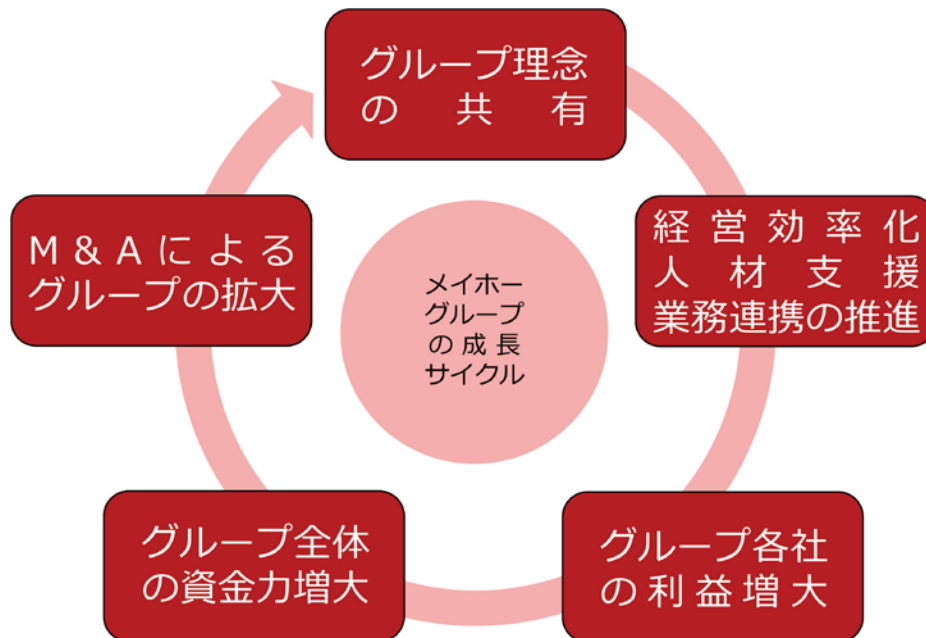 グループ理念
の共有
経営効率化
人材支援
業務連携の推進
グループ各社
の利益増大
グループ全体
の資金力増大
M&Aによる
グループの拡大
メイホー
グループ
の成長
サイクル